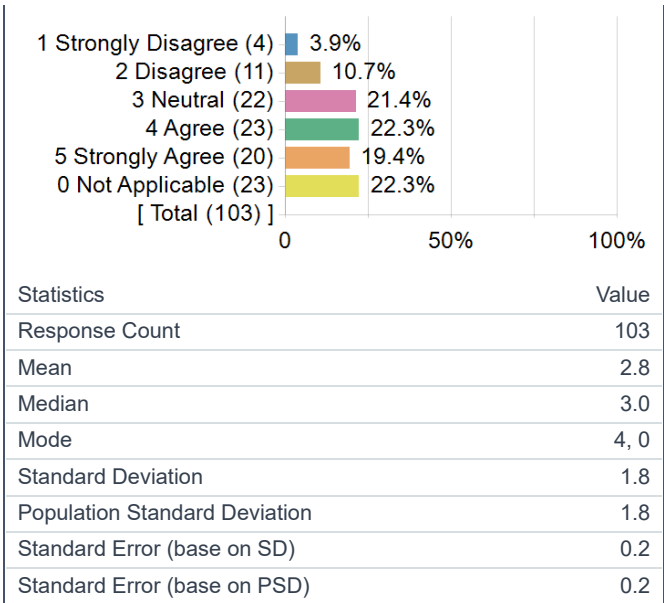 1 Strongly Disagree (4) 3.9%
2 Disagree (11) 10.7%
3 Neutral (22) 21.4%
4 Agree (23) 22.3%
5 Strongly Agree (20) 19.4%
0 Not Applicable (23) 22.3%
[ Total (103) ]
0 50% 100%
Statistics Value
Response Count 103
Mean 2.8
Median 3.0
Mode 4, 0
Standard Deviation 1.8
Population Standard Deviation 1.8
Standard Error (base on SD) 0.2
Standard Error (base on PSD) 0.2